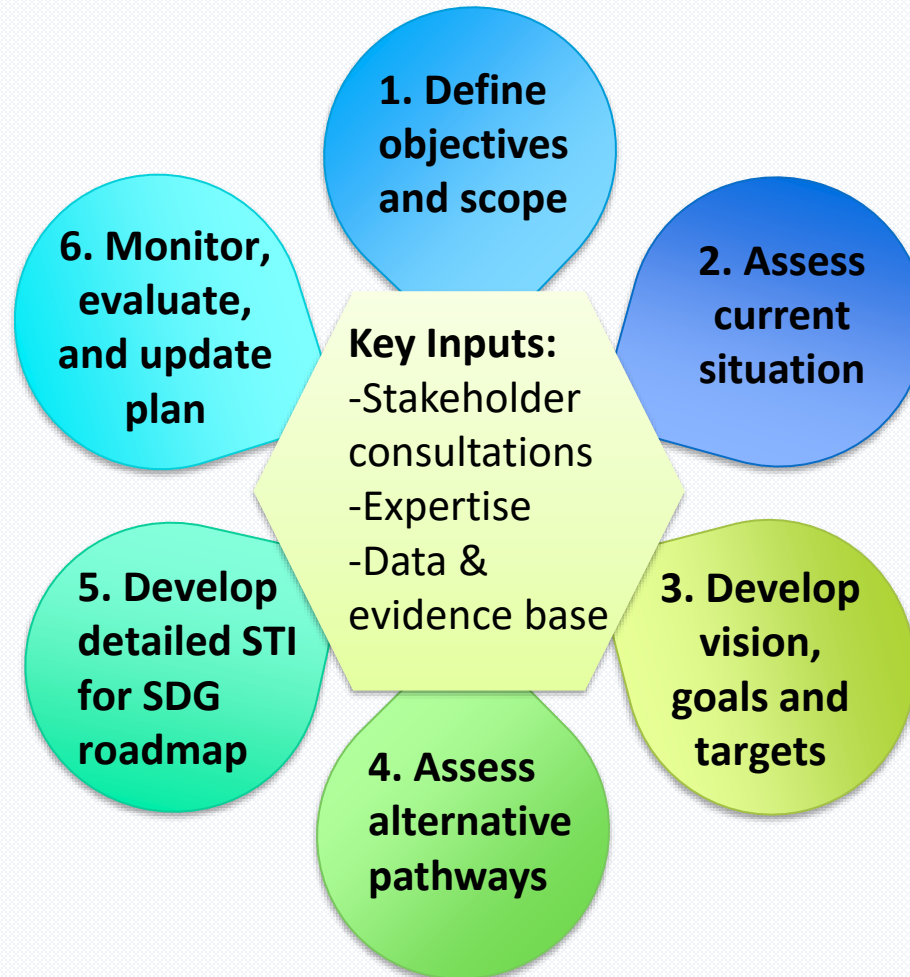 1. Define
objectives
and scope
2. Assess
current
situation
3. Develop
vision,
goals and
targets
4. Assess
alternative
pathways
5. Develop
detailed STI
for SDG
roadmap
6. Monitor,
evaluate,
and update
plan
Key Inputs:
-Stakeholder
consultations
-Expertise
-Data &
evidence base